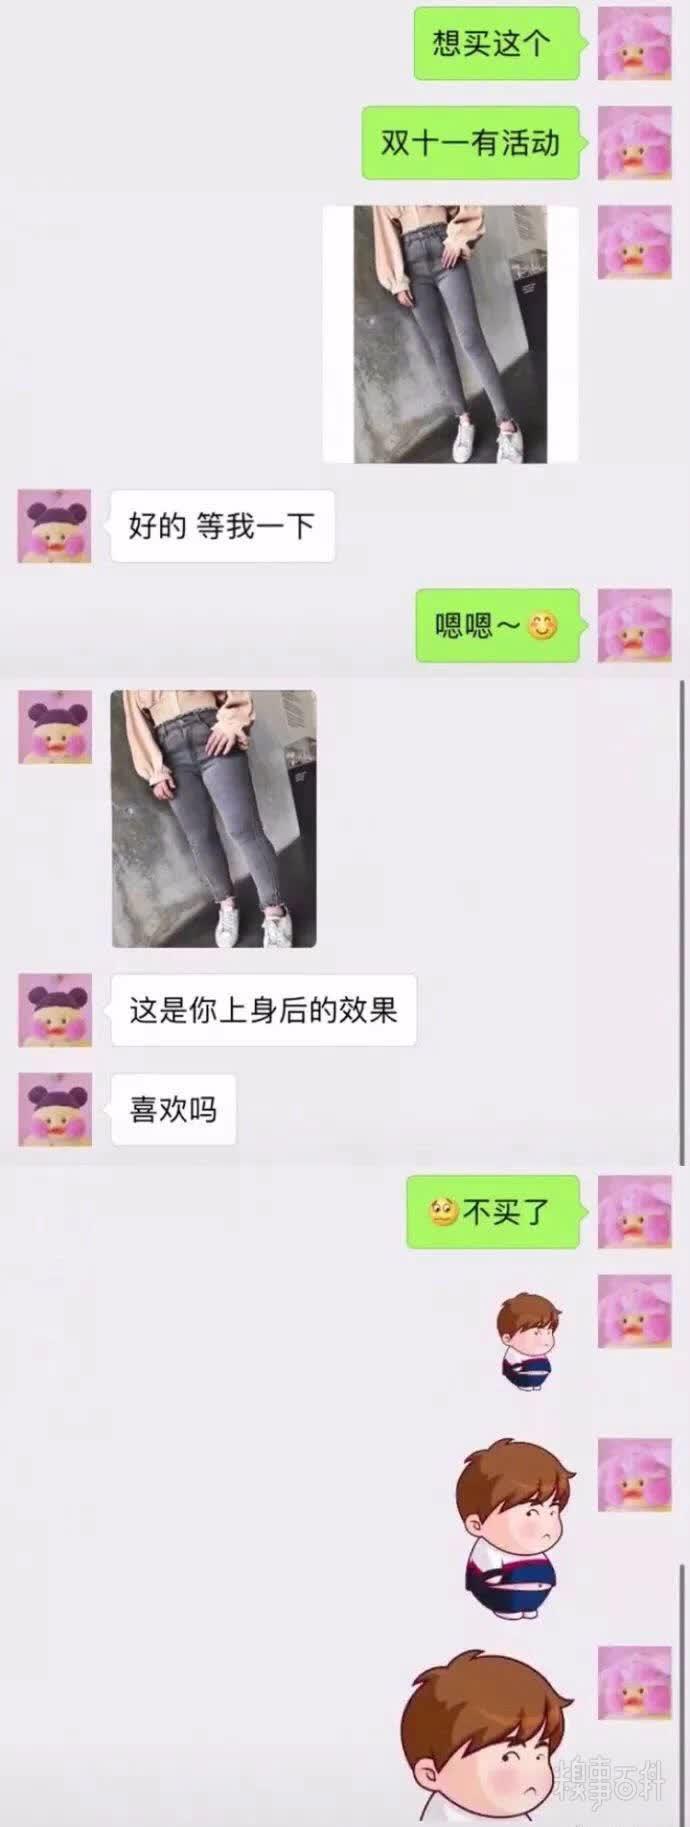 想买这个
双十一有活动
好的 等我一下
嗯嗯～
这是你上身后的效果
喜欢吗
不买了
糗事百科